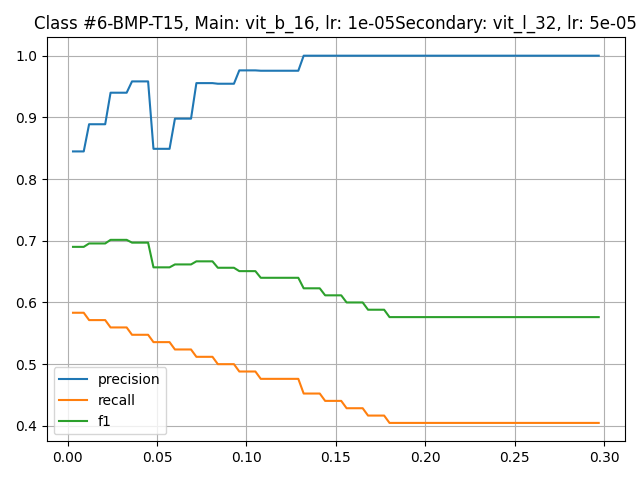 Class #6-BMP-T15, Main: vit_b_16, lr: 1e-05Secondary: vit_l_32, lr: 5e-05
1.0
0.9
0.8
0.7
0.6
0.5
0.4
precision
recall
f1
0.00 0.05 0.10 0.15 0.20 0.25 0.30